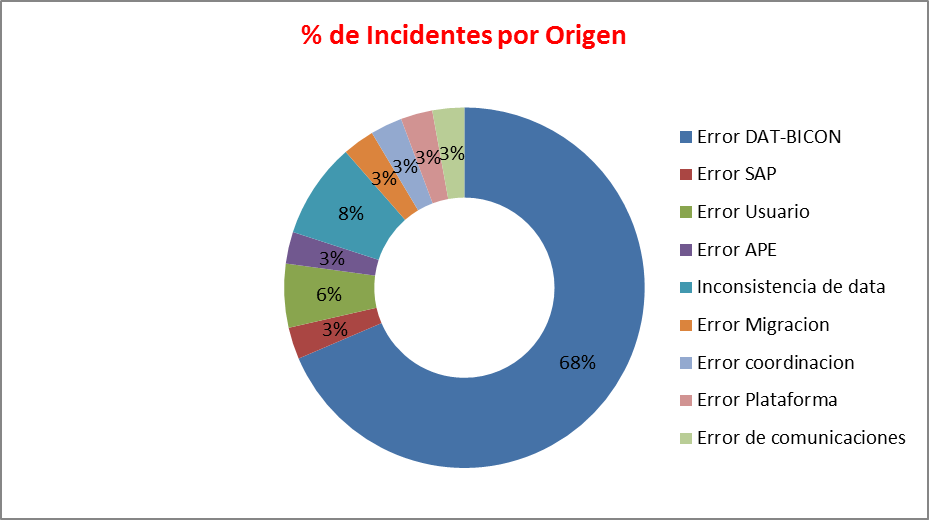 % de Incidentes por Origen
3%
3%
3%
3%
8%
3%
6%
3%
68%
Error DAT-BICON
Error SAP
Error Usuario
Error APE
Inconsistencia de data
Error Migracion
Error coordinacion
Error Plataforma
Error de comunicaciones